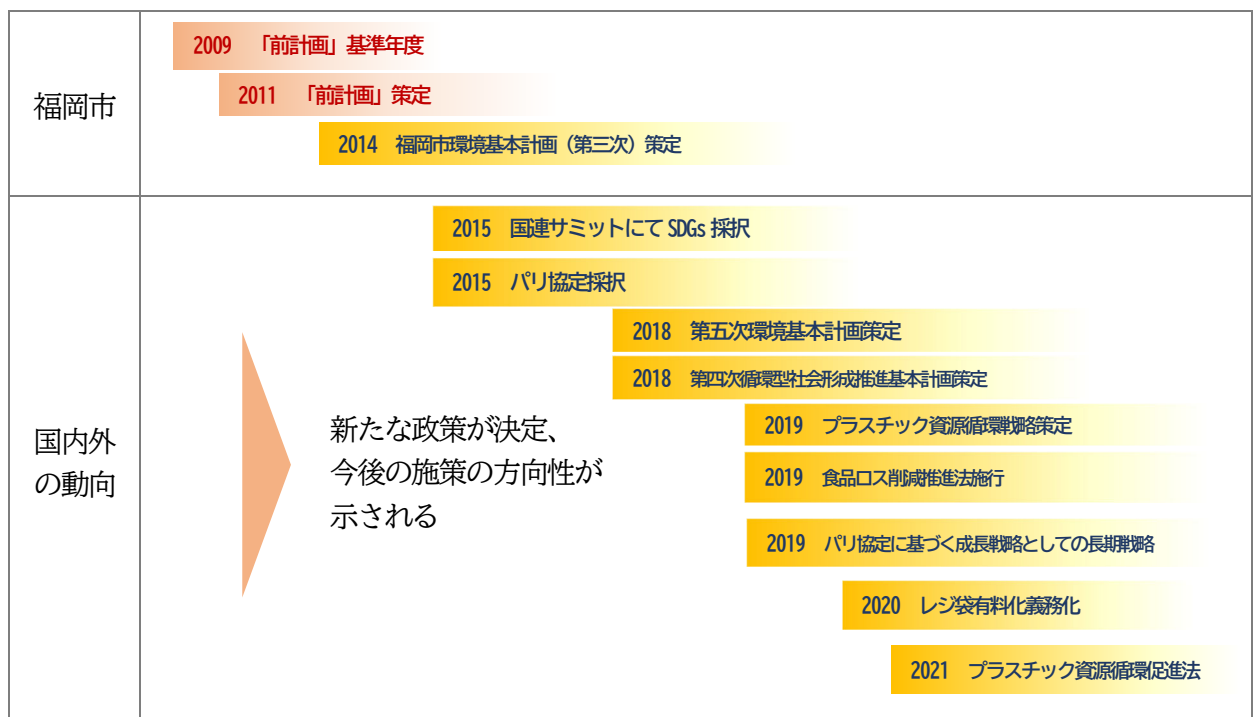 福岡市
2009 「前計画」基準年度
2011 「前計画」策定
2014 福岡市環境基本計画（第三次）策定
国内外
の動向
新たな政策が決定、
今後の施策の方向性が
示される
2015 国連サミットにて SDGs 採択
2015 パリ協定採択
2018 第五次環境基本計画策定
2018 第四次循環型社会形成推進基本計画策定
2019 プラスチック資源循環戦略策定
2019 食品ロス削減推進法施行
2019 パリ協定に基づく成長戦略としての長期戦略
2020 レジ袋有料化義務化
2021 プラスチック資源循環促進法